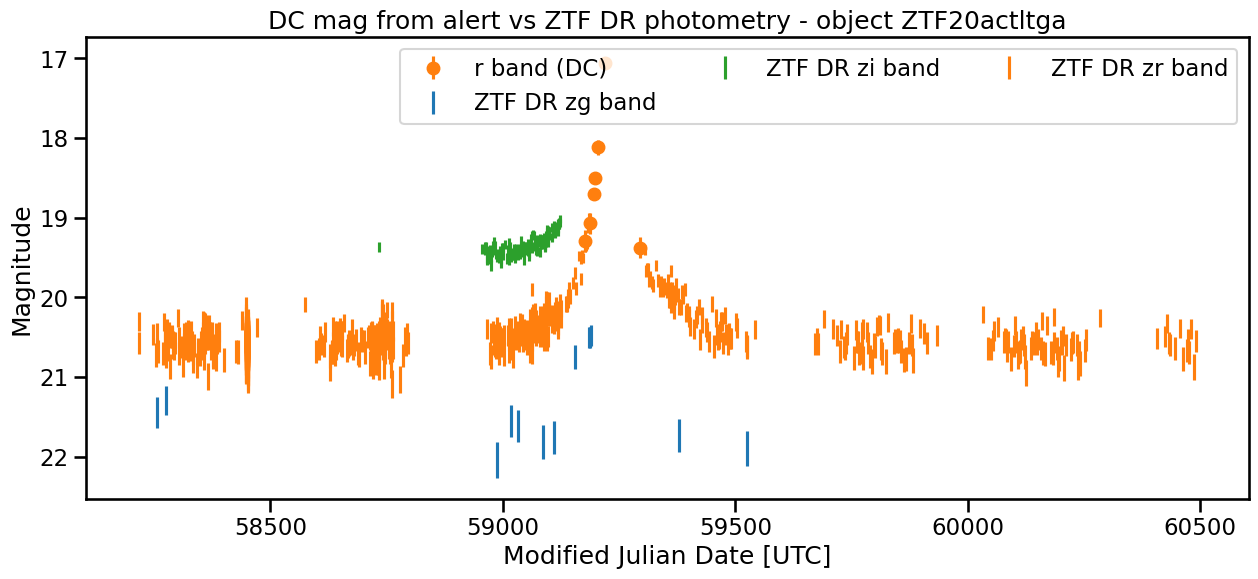 DC mag from alert vs ZTF DR photometry - object ZTF20actltga
17
18
19
20
21
22
Magnitude
r band (DC)
ZTF DR zg band
ZTF DR zi band
ZTF DR zr band
58500
59000
59500
60000
60500
Modified Julian Date [UTC]